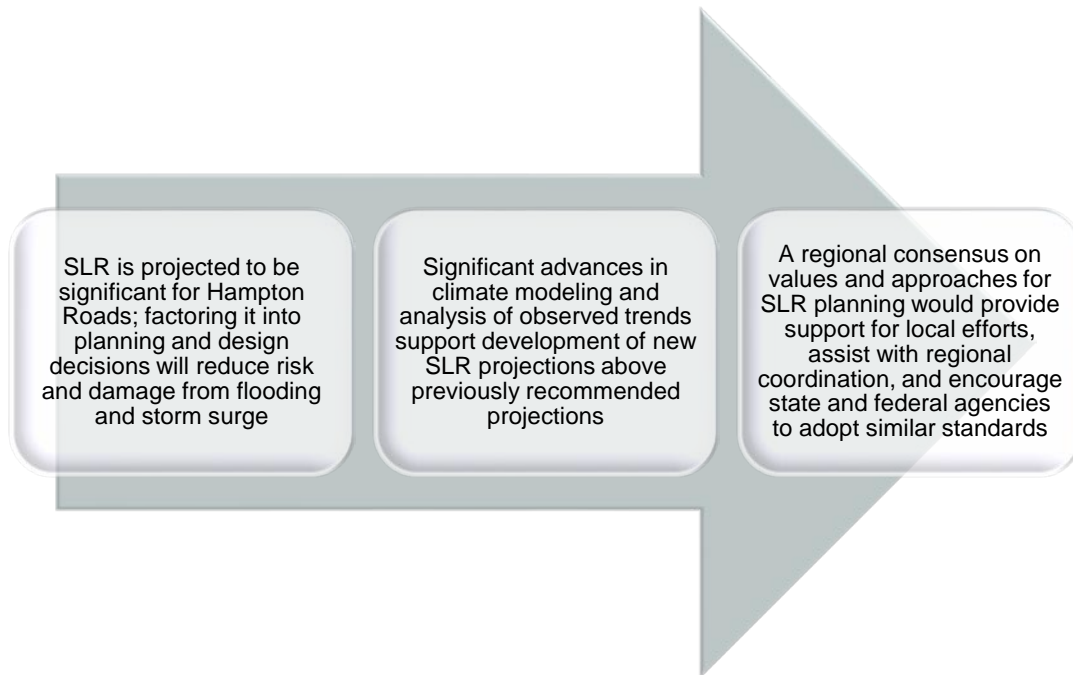 SLR is projected to be
significant for Hampton
Roads; factoring it into
planning and design
decisions will reduce risk
and damage from flooding
and storm surge
Significant advances in
climate modeling and
analysis of observed trends
support development of new
SLR projections above
previously recommended
projections
A regional consensus on
values and approaches for
SLR planning would provide
support for local efforts,
assist with regional
coordination, and encourage
state and federal agencies
to adopt similar standards